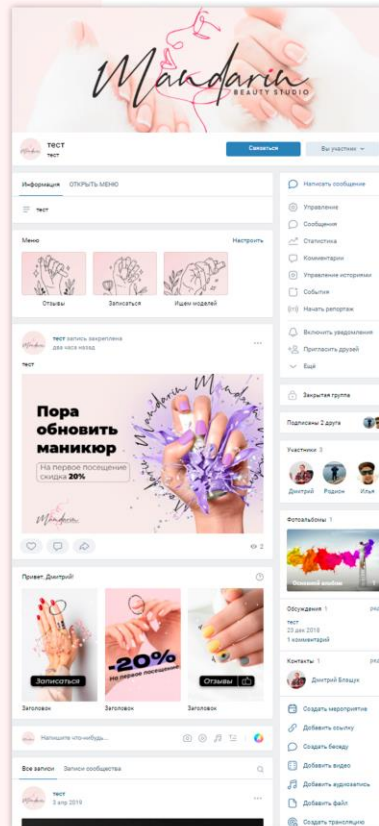 Mandarin
BEAUTY STUDIO
тест
тест
Связаться
Вы участник
Информация ОТКРЫТЬ МЕНЮ
тест
Меню
Настроить
Отзывы
Записаться
Ищем моделей
тест запись закреплена
два часа назад
тест
Пора
обновить
маникюр
На первое посещение
скидка 20%
Mandarin
Mandarin
2
Привет, Дмитрий!
Записаться
-20%
На первое посещение
Отзывы
Заголовок
Заголовок
Заголовок
Напишите что-нибудь...
Все записи Записи сообщества
тест
3 апр 2019
Написать сообщение
Управление
Сообщения
Статистика
Комментарии
Управление историями
События
Начать репортаж
Включить уведомления
Пригласить друзей
Ещё
Закрытая группа
Подписаны 2 друга
Участники 3
Дмитрий
Родион
Илья
Фотоальбомы 1
Основной альбом
Обсуждения 1
ред
тест
23 дек 2018
1 комментарий
Контакты 1
ред
Дмитрий Блащук
Создать мероприятие
Добавить ссылку
Создать беседу
Добавить видео
Добавить аудиозапись
Добавить файл
Создать трансляцию